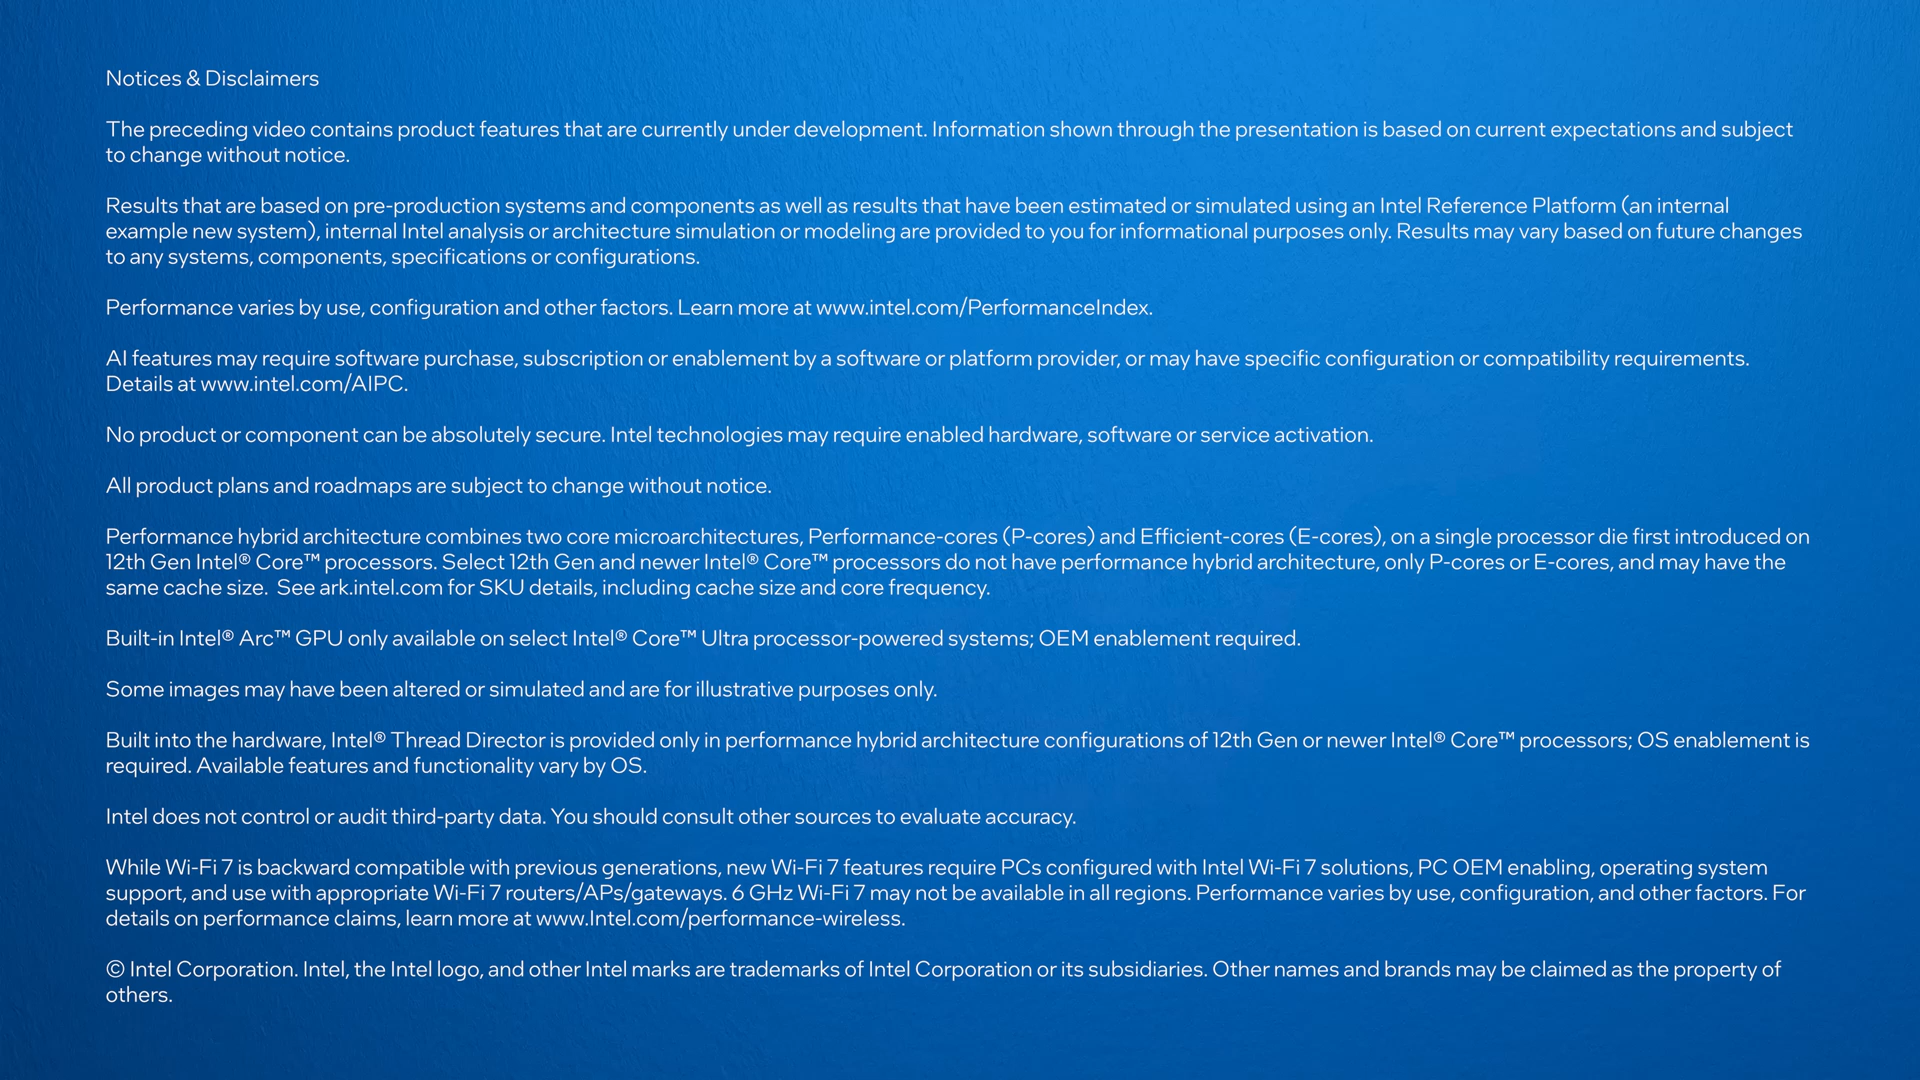 Notices & Disclaimers
The preceding video contains product features that are currently under development. Information shown through the presentation is based on current expectations and subject
to change without notice.
Results that are based on pre-production systems and components as well as results that have been estimated or simulated using an Intel Reference Platform (an internal
example new system), internal Intel analysis or architecture simulation or modeling are provided to you for informational purposes only. Results may vary based on future changes
to any systems, components, specifications or configurations.
Performance varies by use, configuration and other factors. Learn more at www.intel.com/PerformanceIndex.
AI features may require software purchase, subscription or enablement by a software or platform provider, or may have specific configuration or compatibility requirements.
Details at www.intel.com/AIPC.
No product or component can be absolutely secure. Intel technologies may require enabled hardware, software or service activation.
All product plans and roadmaps are subject to change without notice.
Performance hybrid architecture combines two core microarchitectures, Performance-cores (P-cores) and Efficient-cores (E-cores), on a single processor die first introduced on
12th Gen Intel® Core™ processors. Select 12th Gen and newer Intel® Core™ processors do not have performance hybrid architecture, only P-cores or E-cores, and may have the
same cache size.  See ark.intel.com for SKU details, including cache size and core frequency.
Built-in Intel® Arc™ GPU only available on select Intel® Core™ Ultra processor-powered systems; OEM enablement required.
Some images may have been altered or simulated and are for illustrative purposes only.
Built into the hardware, Intel® Thread Director is provided only in performance hybrid architecture configurations of 12th Gen or newer Intel® Core™ processors; OS enablement is
required. Available features and functionality vary by OS.
Intel does not control or audit third-party data. You should consult other sources to evaluate accuracy.
While Wi-Fi 7 is backward compatible with previous generations, new Wi-Fi 7 features require PCs configured with Intel Wi-Fi 7 solutions, PC OEM enabling, operating system
support, and use with appropriate Wi-Fi 7 routers/APs/gateways. 6 GHz Wi-Fi 7 may not be available in all regions. Performance varies by use, configuration, and other factors. For
details on performance claims, learn more at www.Intel.com/performance-wireless.
© Intel Corporation. Intel, the Intel logo, and other Intel marks are trademarks of Intel Corporation or its subsidiaries. Other names and brands may be claimed as the property of
others.